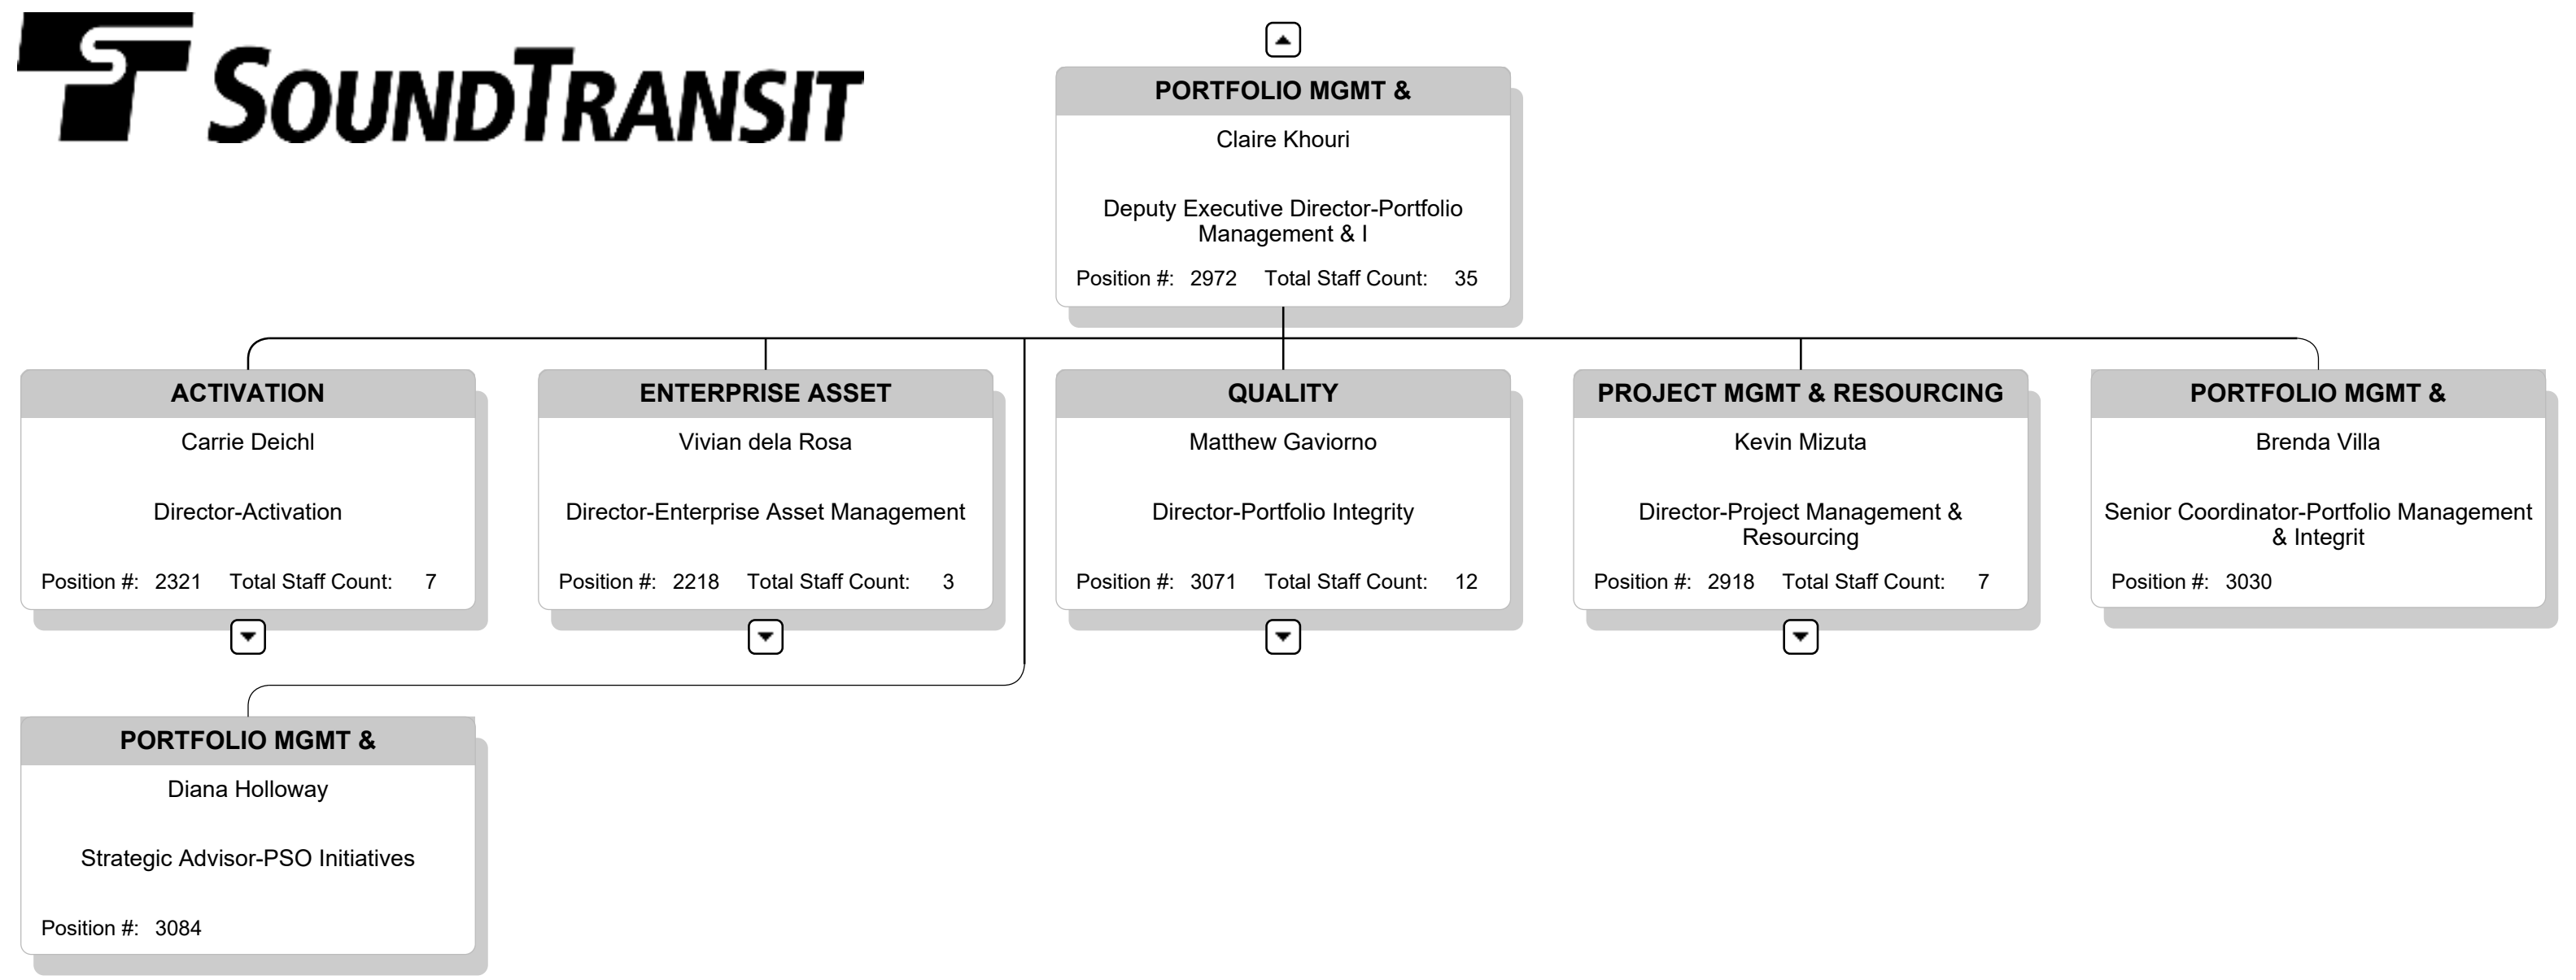 SOUNDTRANSIT
PORTFOLIO MGMT &
Claire Khouri
Deputy Executive Director-Portfolio
Management & I
Position #: 2972 Total Staff Count: 35
ACTIVATION
Carrie Deichl
Director-Activation
Position #: 2321 Total Staff Count: 7
ENTERPRISE ASSET
Vivian dela Rosa
Director-Enterprise Asset Management
Position #: 2218 Total Staff Count: 3
QUALITY
Matthew Gaviorno
Director-Portfolio Integrity
Position #: 3071 Total Staff Count: 12
PROJECT MGMT & RESOURCING
Kevin Mizuta
Director-Project Management &
Resourcing
Position #: 2918 Total Staff Count: 7
PORTFOLIO MGMT &
Brenda Villa
Senior Coordinator-Portfolio Management
& Integrit
Position #: 3030
PORTFOLIO MGMT &
Diana Holloway
Strategic Advisor-PSO Initiatives
Position #: 3084